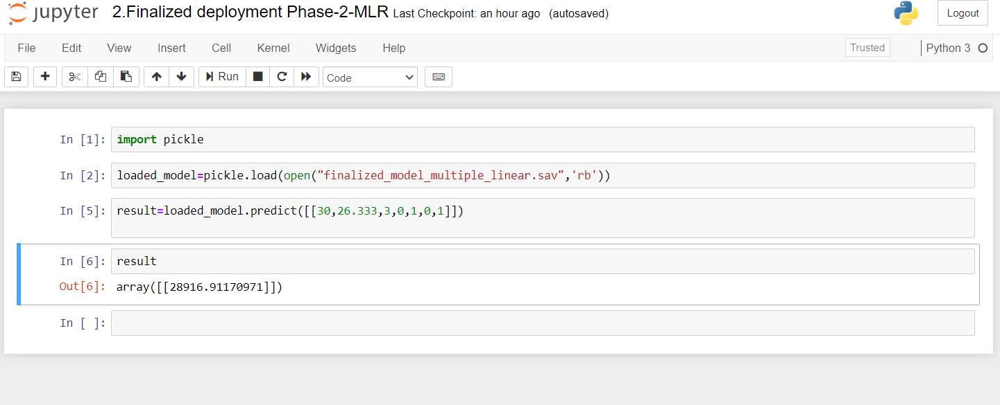 jupyter 2.Finalized deployment Phase-2-MLR Last Checkpoint: an hour ago (autosaved) Logout
File Edit View Insert Cell Kernel Widgets Help Trusted Python 3
Run Code
In [1]: import pickle
In [2]: loaded_model=pickle.load(open("finalized_model_multiple_linear.sav",'rb'))
In [5]: result=loaded_model.predict([[30,26.333,3,0,1,0,1]])
In [6]: result
Out[6]: array([[28916.91170971]])
In [ ]: